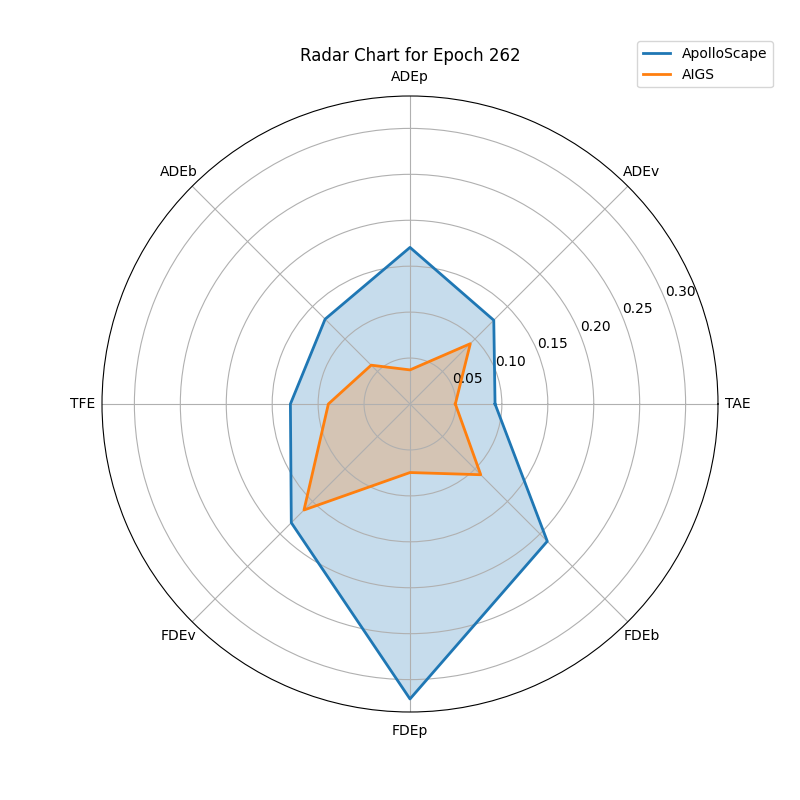 Radar Chart for Epoch 262
ApolloScape
AIGS
ADEp
ADEb
ADEv
0.30
0.25
0.20
0.15
0.10
0.05
TFE
TAE
FDEv
FDEb
FDEp